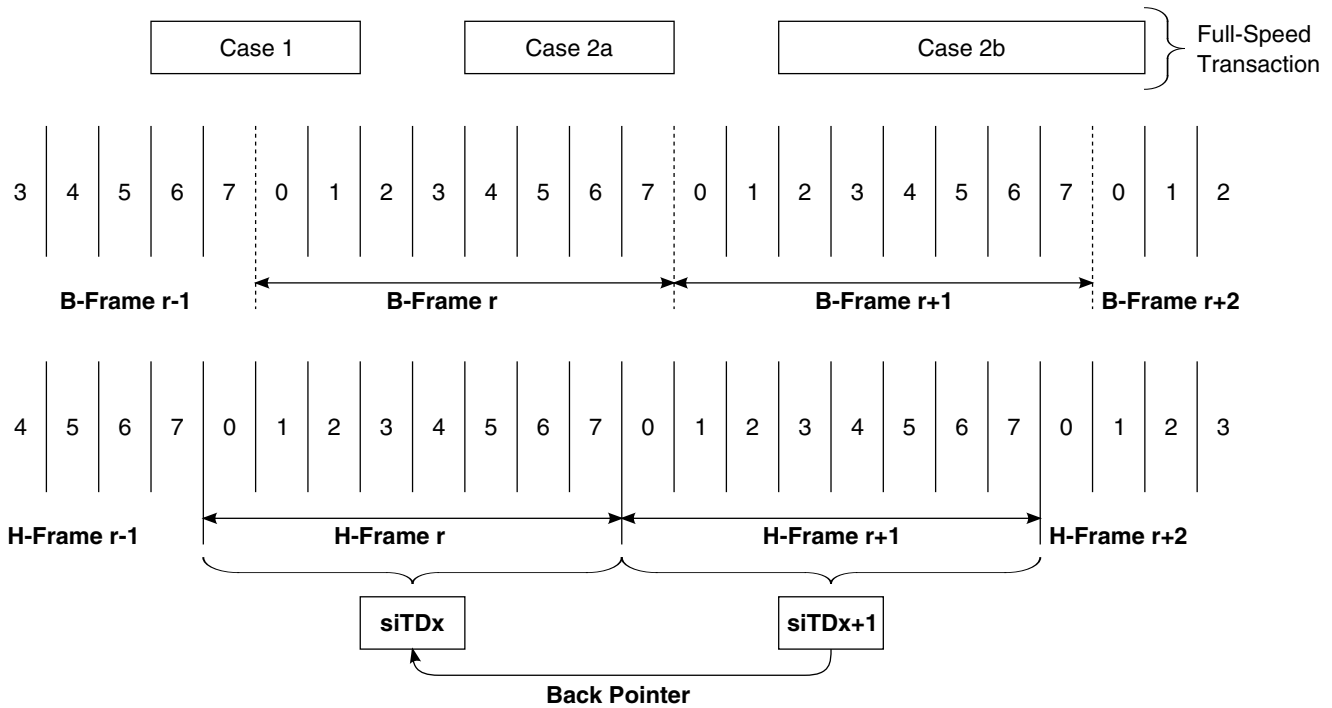 Case 1 Case 2a Case 2b Full-Speed
Transaction
3 4 5 6 7 0 1 2 3 4 5 6 7 0 1 2 3 4 5 6 7 0 1 2
B-Frame r-1 B-Frame r B-Frame r+1 B-Frame r+2
4 5 6 7 0 1 2 3 4 5 6 7 0 1 2 3 4 5 6 7 0 1 2 3
H-Frame r-1 H-Frame r H-Frame r+1 H-Frame r+2
siTDx siTDx+1
Back Pointer